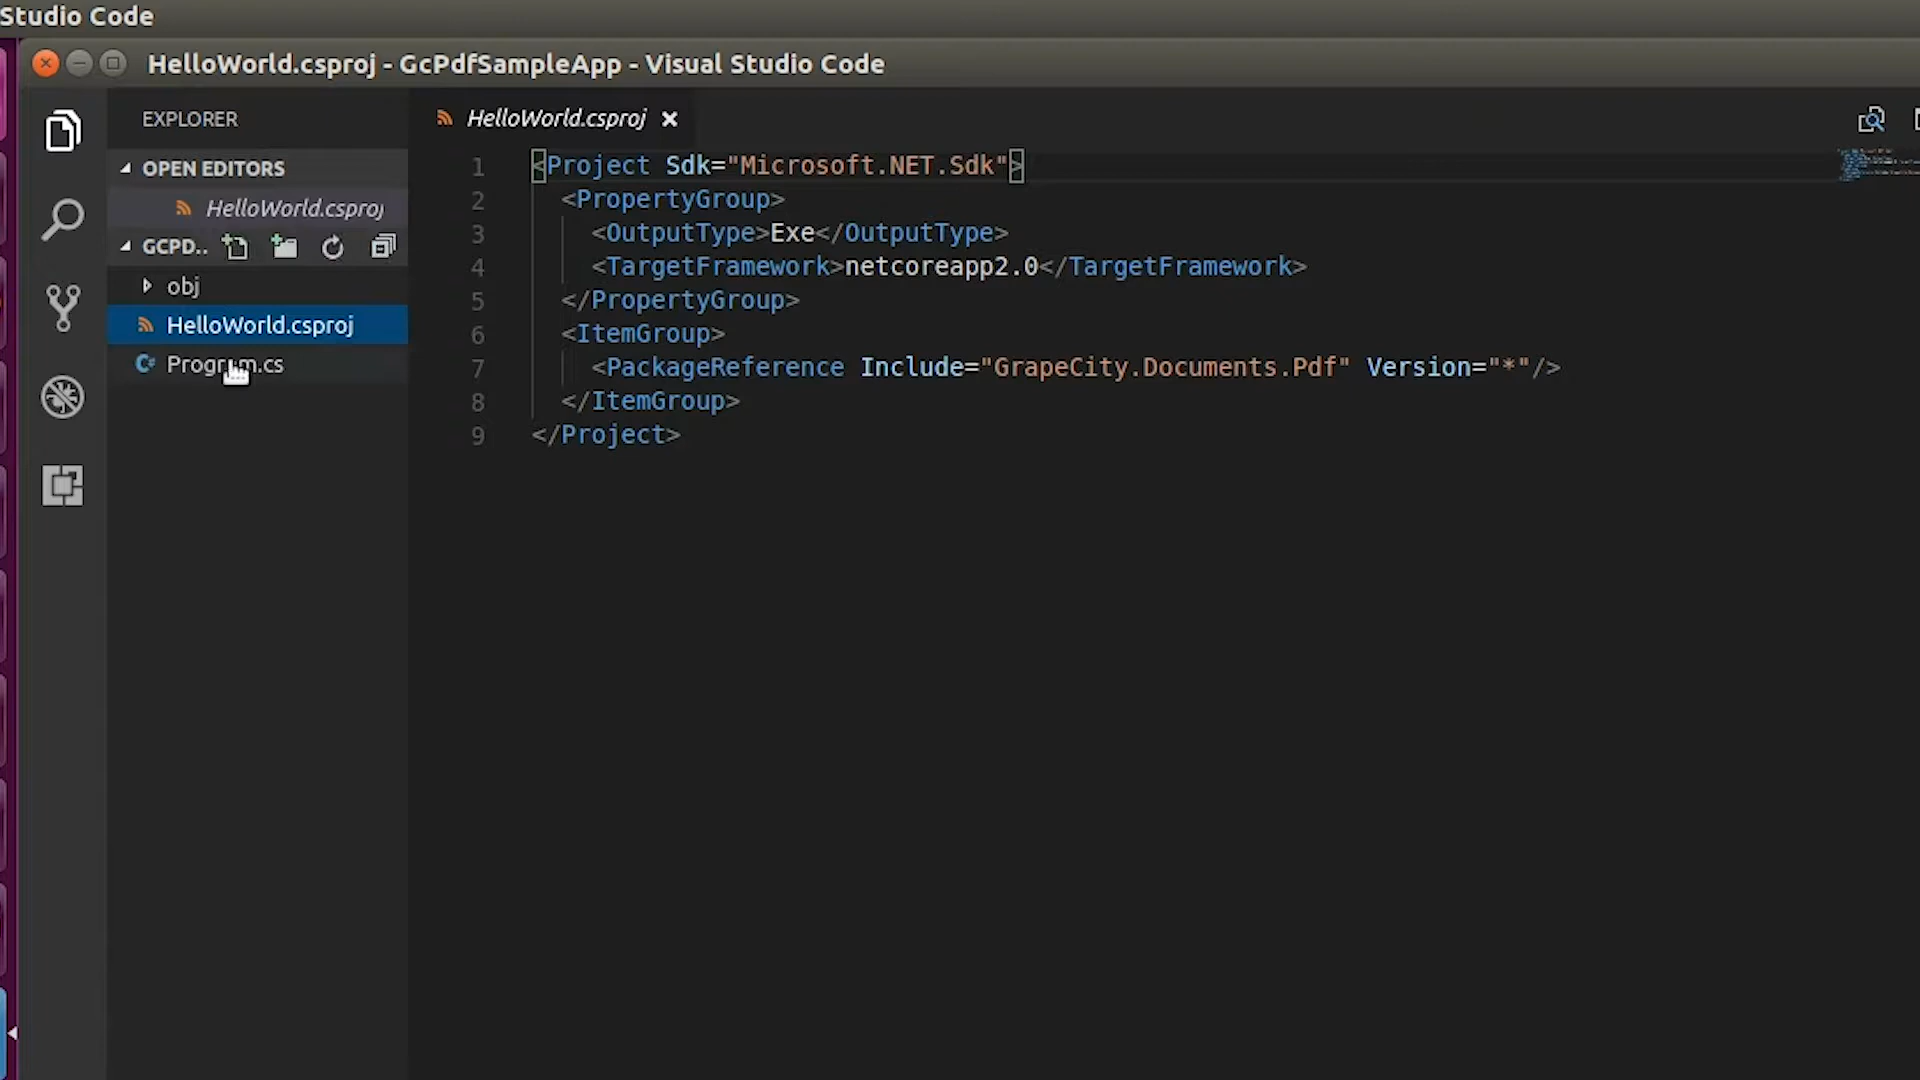 Studio Code
HelloWorld.csproj - GcPdfSampleApp - Visual Studio Code
EXPLORER
OPEN EDITORS
HelloWorld.csproj
GCPD..
obj
HelloWorld.csproj
Program.cs
HelloWorld.csproj
1 <Project Sdk="Microsoft.NET.Sdk">
2 <PropertyGroup>
3 <OutputType>Exe</OutputType>
4 <TargetFramework>netcoreapp2.0</TargetFramework>
5 </PropertyGroup>
6 <ItemGroup>
7 <PackageReference Include="GrapeCity.Documents.Pdf" Version="*"/>
8 </ItemGroup>
9 </Project>